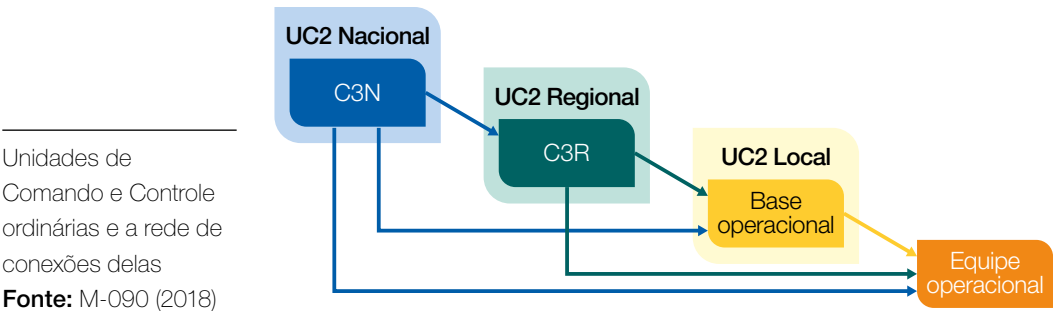 UC2 Nacional
C3N
UC2 Regional
C3R
UC2 Local
Base
operacional
Equipe
operacional
Unidades de
Comando e Controle
ordinárias e a rede de
conexões delas
Fonte: M-090 (2018)